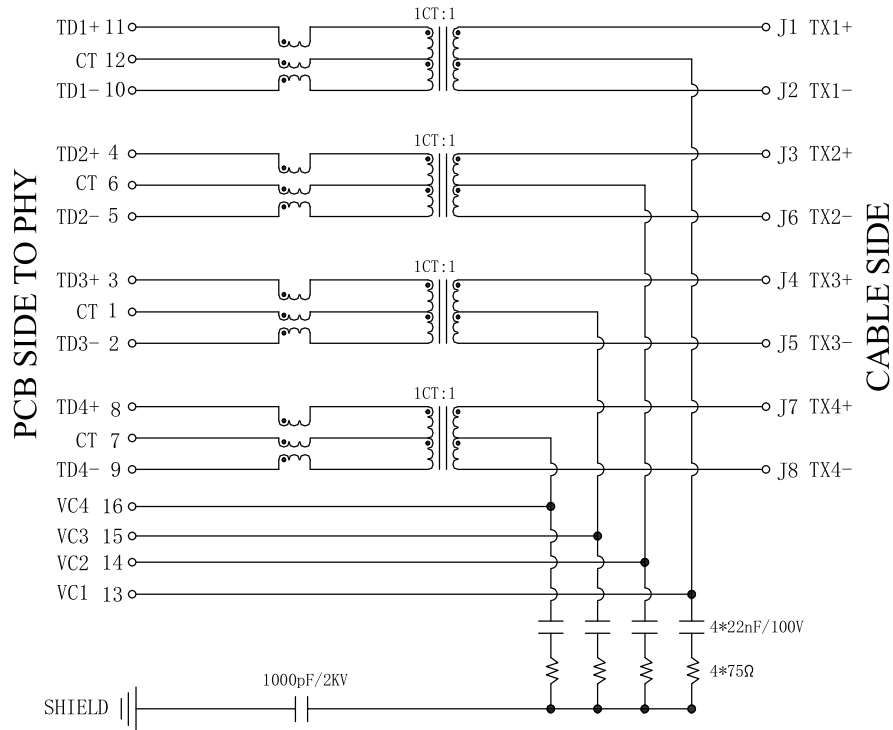 1CT:1
TD1+ 11
J1 TX1+
CT 12
TD1- 10
J2 TX1-
1CT:1
TD2+ 4
J3 TX2+
CT 6
TD2- 5
J6 TX2-
PCB SIDE TO PHY
CABLE SIDE
1CT:1
TD3+ 3
J4 TX3+
CT 1
TD3- 2
J5 TX3-
1CT:1
TD4+ 8
J7 TX4+
CT 7
TD4- 9
J8 TX4-
VC4 16
VC3 15
VC2 14
VC1 13
4*22nF/100V
4*75Ω
1000pF/2KV
SHIELD